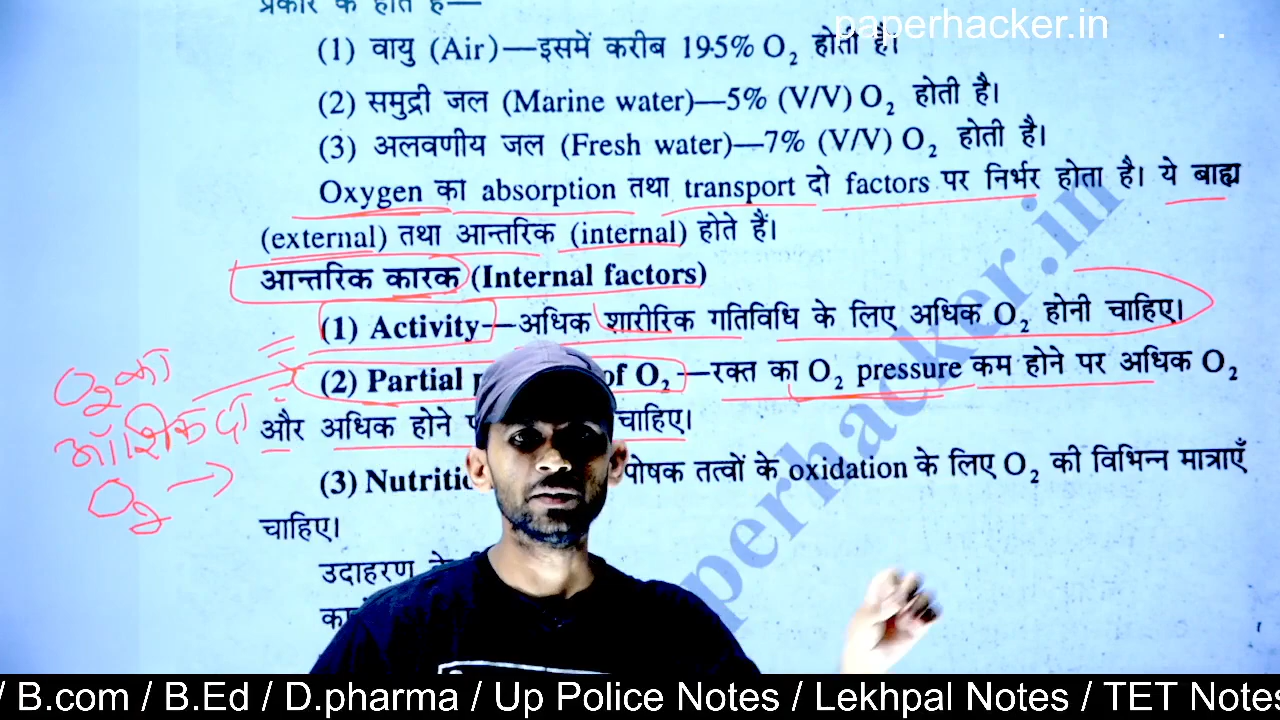 प्रकार के होते हैं—
paperhacker.in
(1) वायु (Air)—इसमें करीब 19·5% O₂ होती है।
(2) समुद्री जल (Marine water)—5% (V/V) O₂ होती है।
(3) अलवणीय जल (Fresh water)—7% (V/V) O₂ होती है।
Oxygen का absorption तथा transport दो factors पर निर्भर होता है। ये बाह्य
(external) तथा आन्तरिक (internal) होते हैं।
आन्तरिक कारक (Internal factors)
(1) Activity—अधिक शारीरिक गतिविधि के लिए अधिक O₂ होनी चाहिए।
(2) Partial of O₂—रक्त का O₂ pressure कम होने पर अधिक O₂
और अधिक होने चाहिए।
(3) पोषक तत्वों के oxidation के लिए O₂ की विभिन्न मात्राएँ
चाहिए।
उदाहरण
O₂ का
आंशिक दा
O₂ →
/ B.com / B.Ed / D.pharma / Up Police Notes / Lekhpal Notes / TET Notes